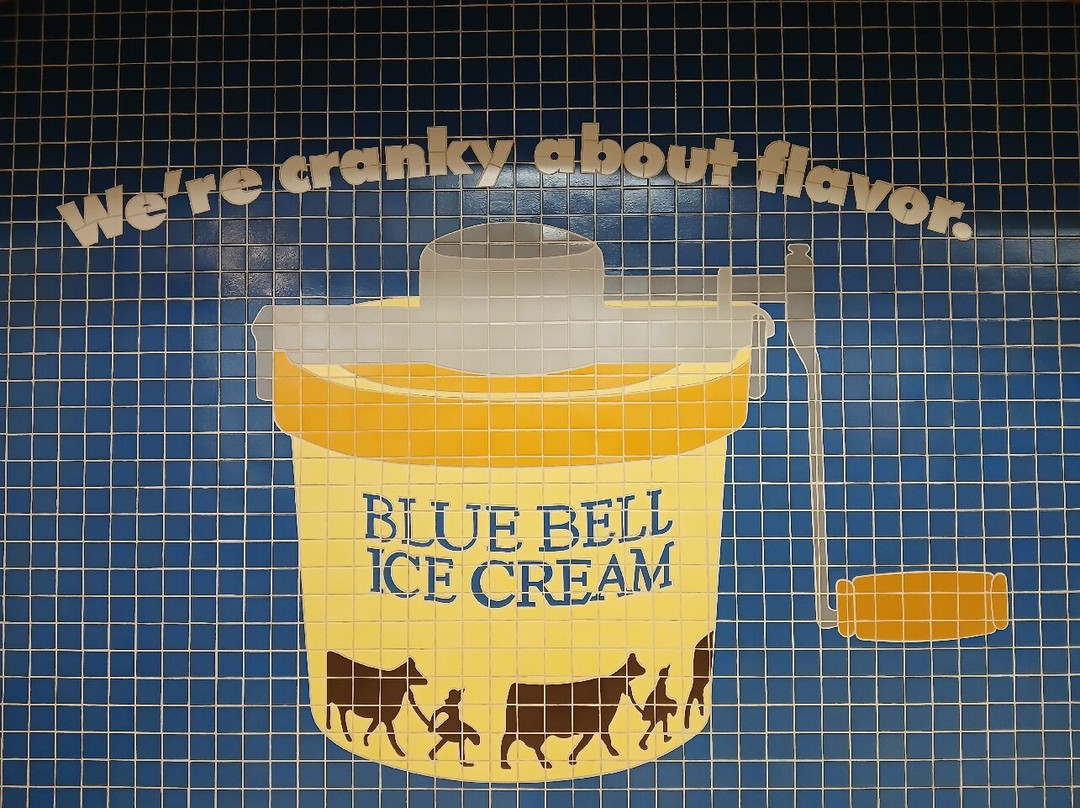 We're cranky about flavor.
BLUE BELL
ICE CREAM